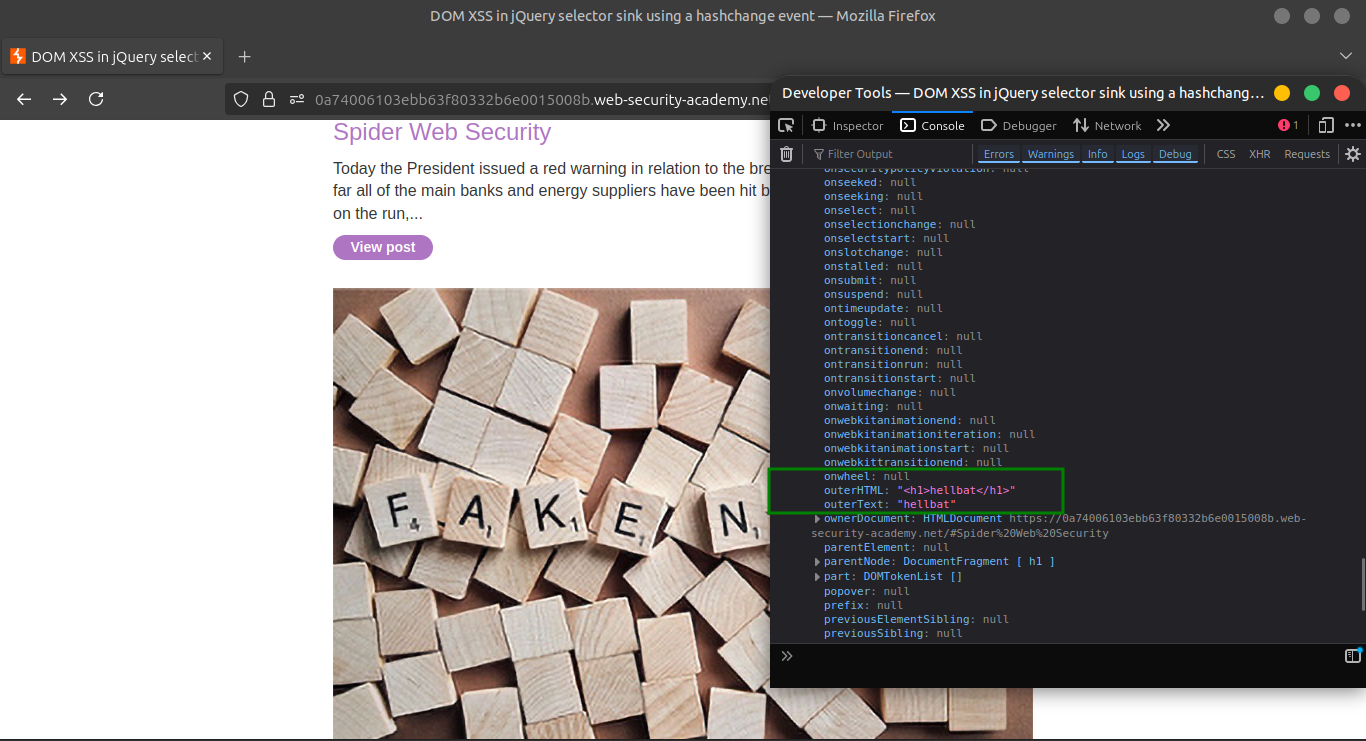 DOM XSS in jQuery selector sink using a hashchange event — Mozilla Firefox
DOM XSS in jQuery select
0a74006103ebb63f80332b6e0015008b.web-security-academy.net
Spider Web Security
Today the President issued a red warning in relation to the bre
far all of the main banks and energy suppliers have been hit b
on the run,...
View post
F4 A1 K E1 N
Developer Tools — DOM XSS in jQuery selector sink using a hashchang...
Inspector Console Debugger Network 1
Filter Output Errors Warnings Info Logs Debug CSS XHR Requests
onsecuritypolicyviolation: null
onseeked: null
onseeking: null
onselect: null
onselectionchange: null
onselectstart: null
onslotchange: null
onstalled: null
onsubmit: null
onsuspend: null
ontimeupdate: null
ontoggle: null
ontransitioncancel: null
ontransitionend: null
ontransitionrun: null
ontransitionstart: null
onvolumechange: null
onwaiting: null
onwebkitanimationend: null
onwebkitanimationiteration: null
onwebkitanimationstart: null
onwebkittransitionend: null
onwheel: null
outerHTML: "<h1>hellbat</h1>"
outerText: "hellbat"
ownerDocument: HTMLDocument https://0a74006103ebb63f80332b6e0015008b.web-
security-academy.net/#Spider%20Web%20Security
parentElement: null
parentNode: DocumentFragment [ h1 ]
part: DOMTokenList []
popover: null
prefix: null
previousElementSibling: null
previousSibling: null